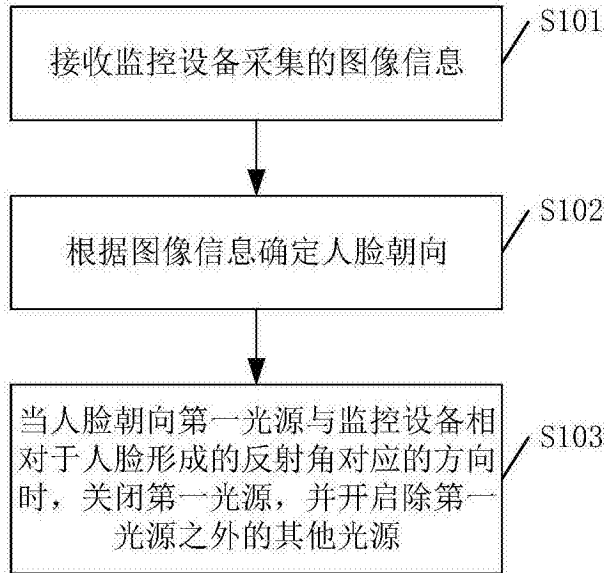 接收监控设备采集的图像信息
S101
根据图像信息确定人脸朝向
S102
当人脸朝向第一光源与监控设备相
对于人脸形成的反射角对应的方向
时，关闭第一光源，并开启除第一
光源之外的其他光源
S103